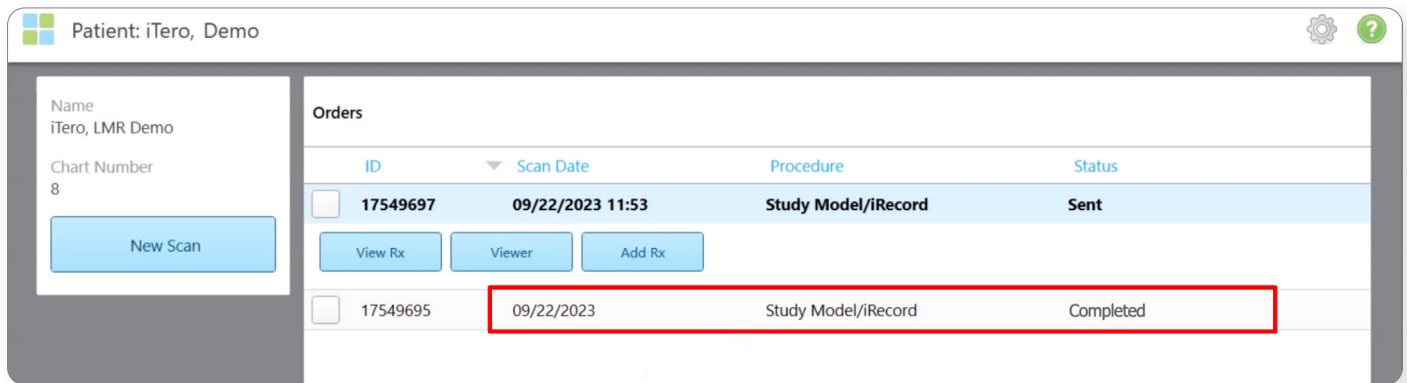 Patient: iTero, Demo
?
Name
iTero, LMR Demo
Chart Number
8
New Scan
Orders
ID Scan Date Procedure Status
17549697 09/22/2023 11:53 Study Model/iRecord Sent
View Rx Viewer Add Rx
17549695 09/22/2023 Study Model/iRecord Completed